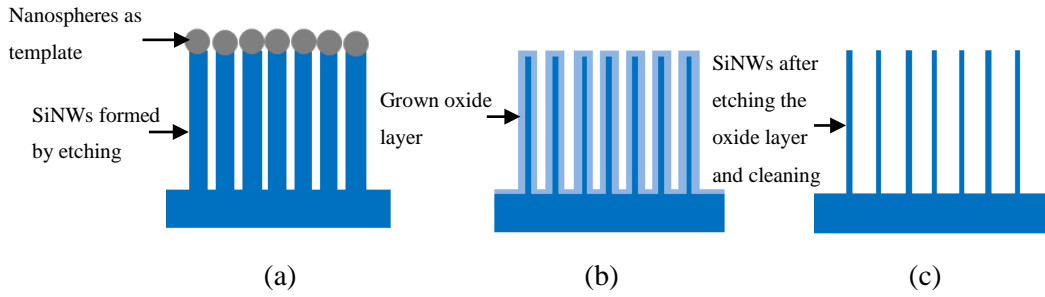 Nanospheres as
template
SiNWs formed
by etching
Grown oxide
layer
SiNWs after
etching the
oxide layer
and cleaning
(a)
(b)
(c)